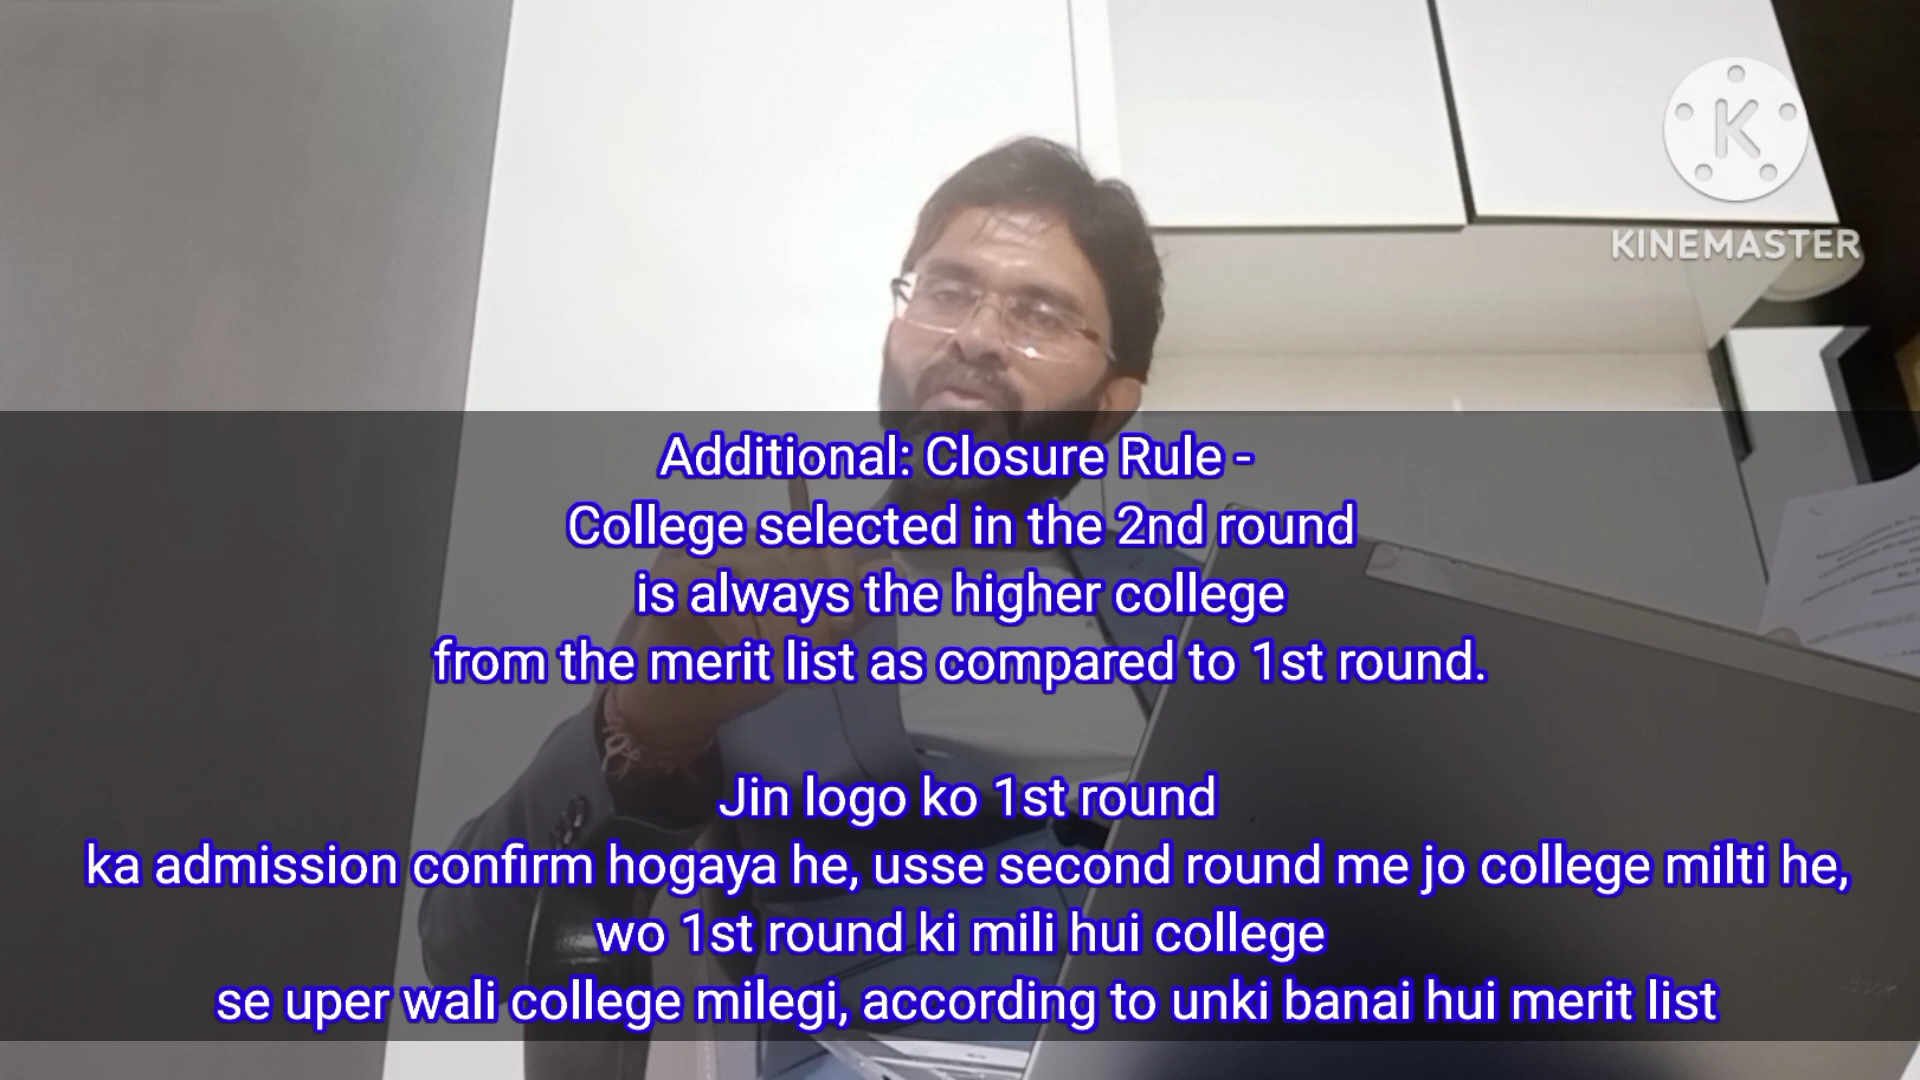 K
KINEMASTER
Additional: Closure Rule -
College selected in the 2nd round
is always the higher college
from the merit list as compared to 1st round.
Jin logo ko 1st round
ka admission confirm hogaya he, usse second round me jo college milti he,
wo 1st round ki mili hui college
se uper wali college milegi, according to unki banai hui merit list